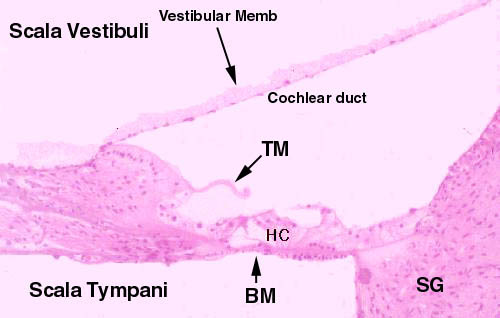 Vestibular Memb
Scala Vestibuli
Cochlear duct
TM
HC
SG
Scala Tympani
BM